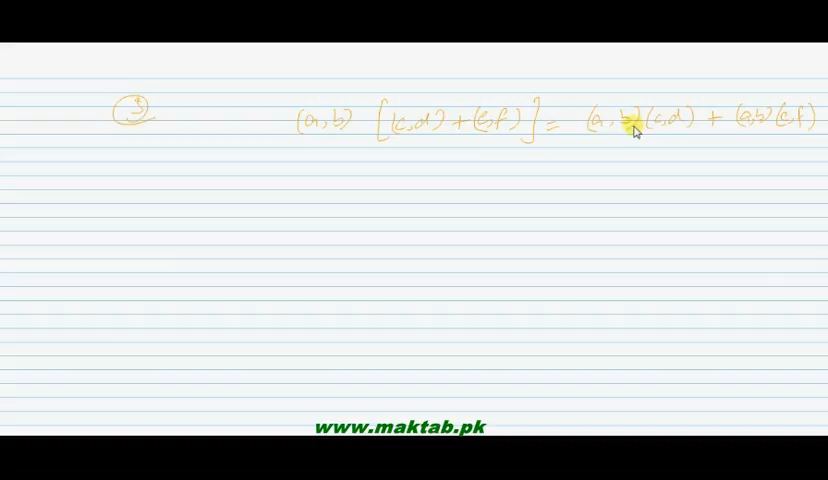 3 (a,b) [(c,d) + (e,f)] = (a,b)(c,d) + (a,b)(e,f)
www.maktab.pk